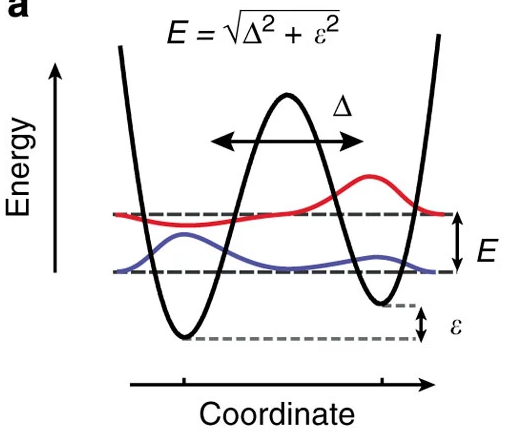 a
E = √Δ² + ε²
Δ
Energy
E
ε
Coordinate